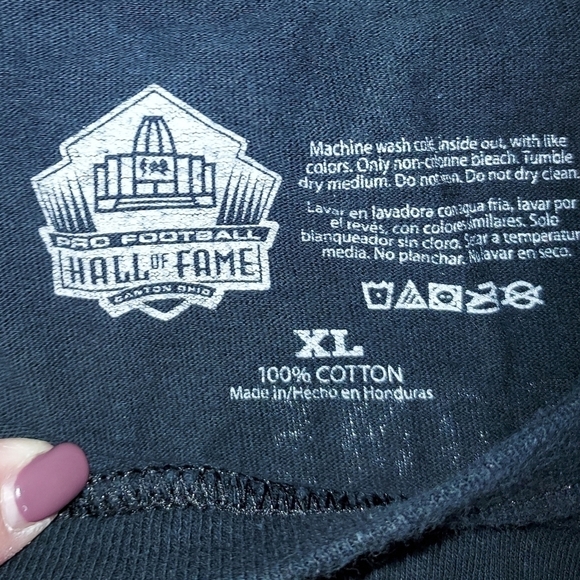 PRO FOOTBALL
HALL OF FAME
CANTON OHIO
Machine wash cold, inside out, with like
colors. Only non-chlorine bleach. Tumble
dry medium. Do not iron. Do not dry clean.
Lavar en lavadora con agua fria, lavar por
el revés, con colores similares. Solo
blanqueador sin cloro. Secar a temperatura
media. No planchar. No lavar en seco.
XL
100% COTTON
Made in/Hecho en Honduras